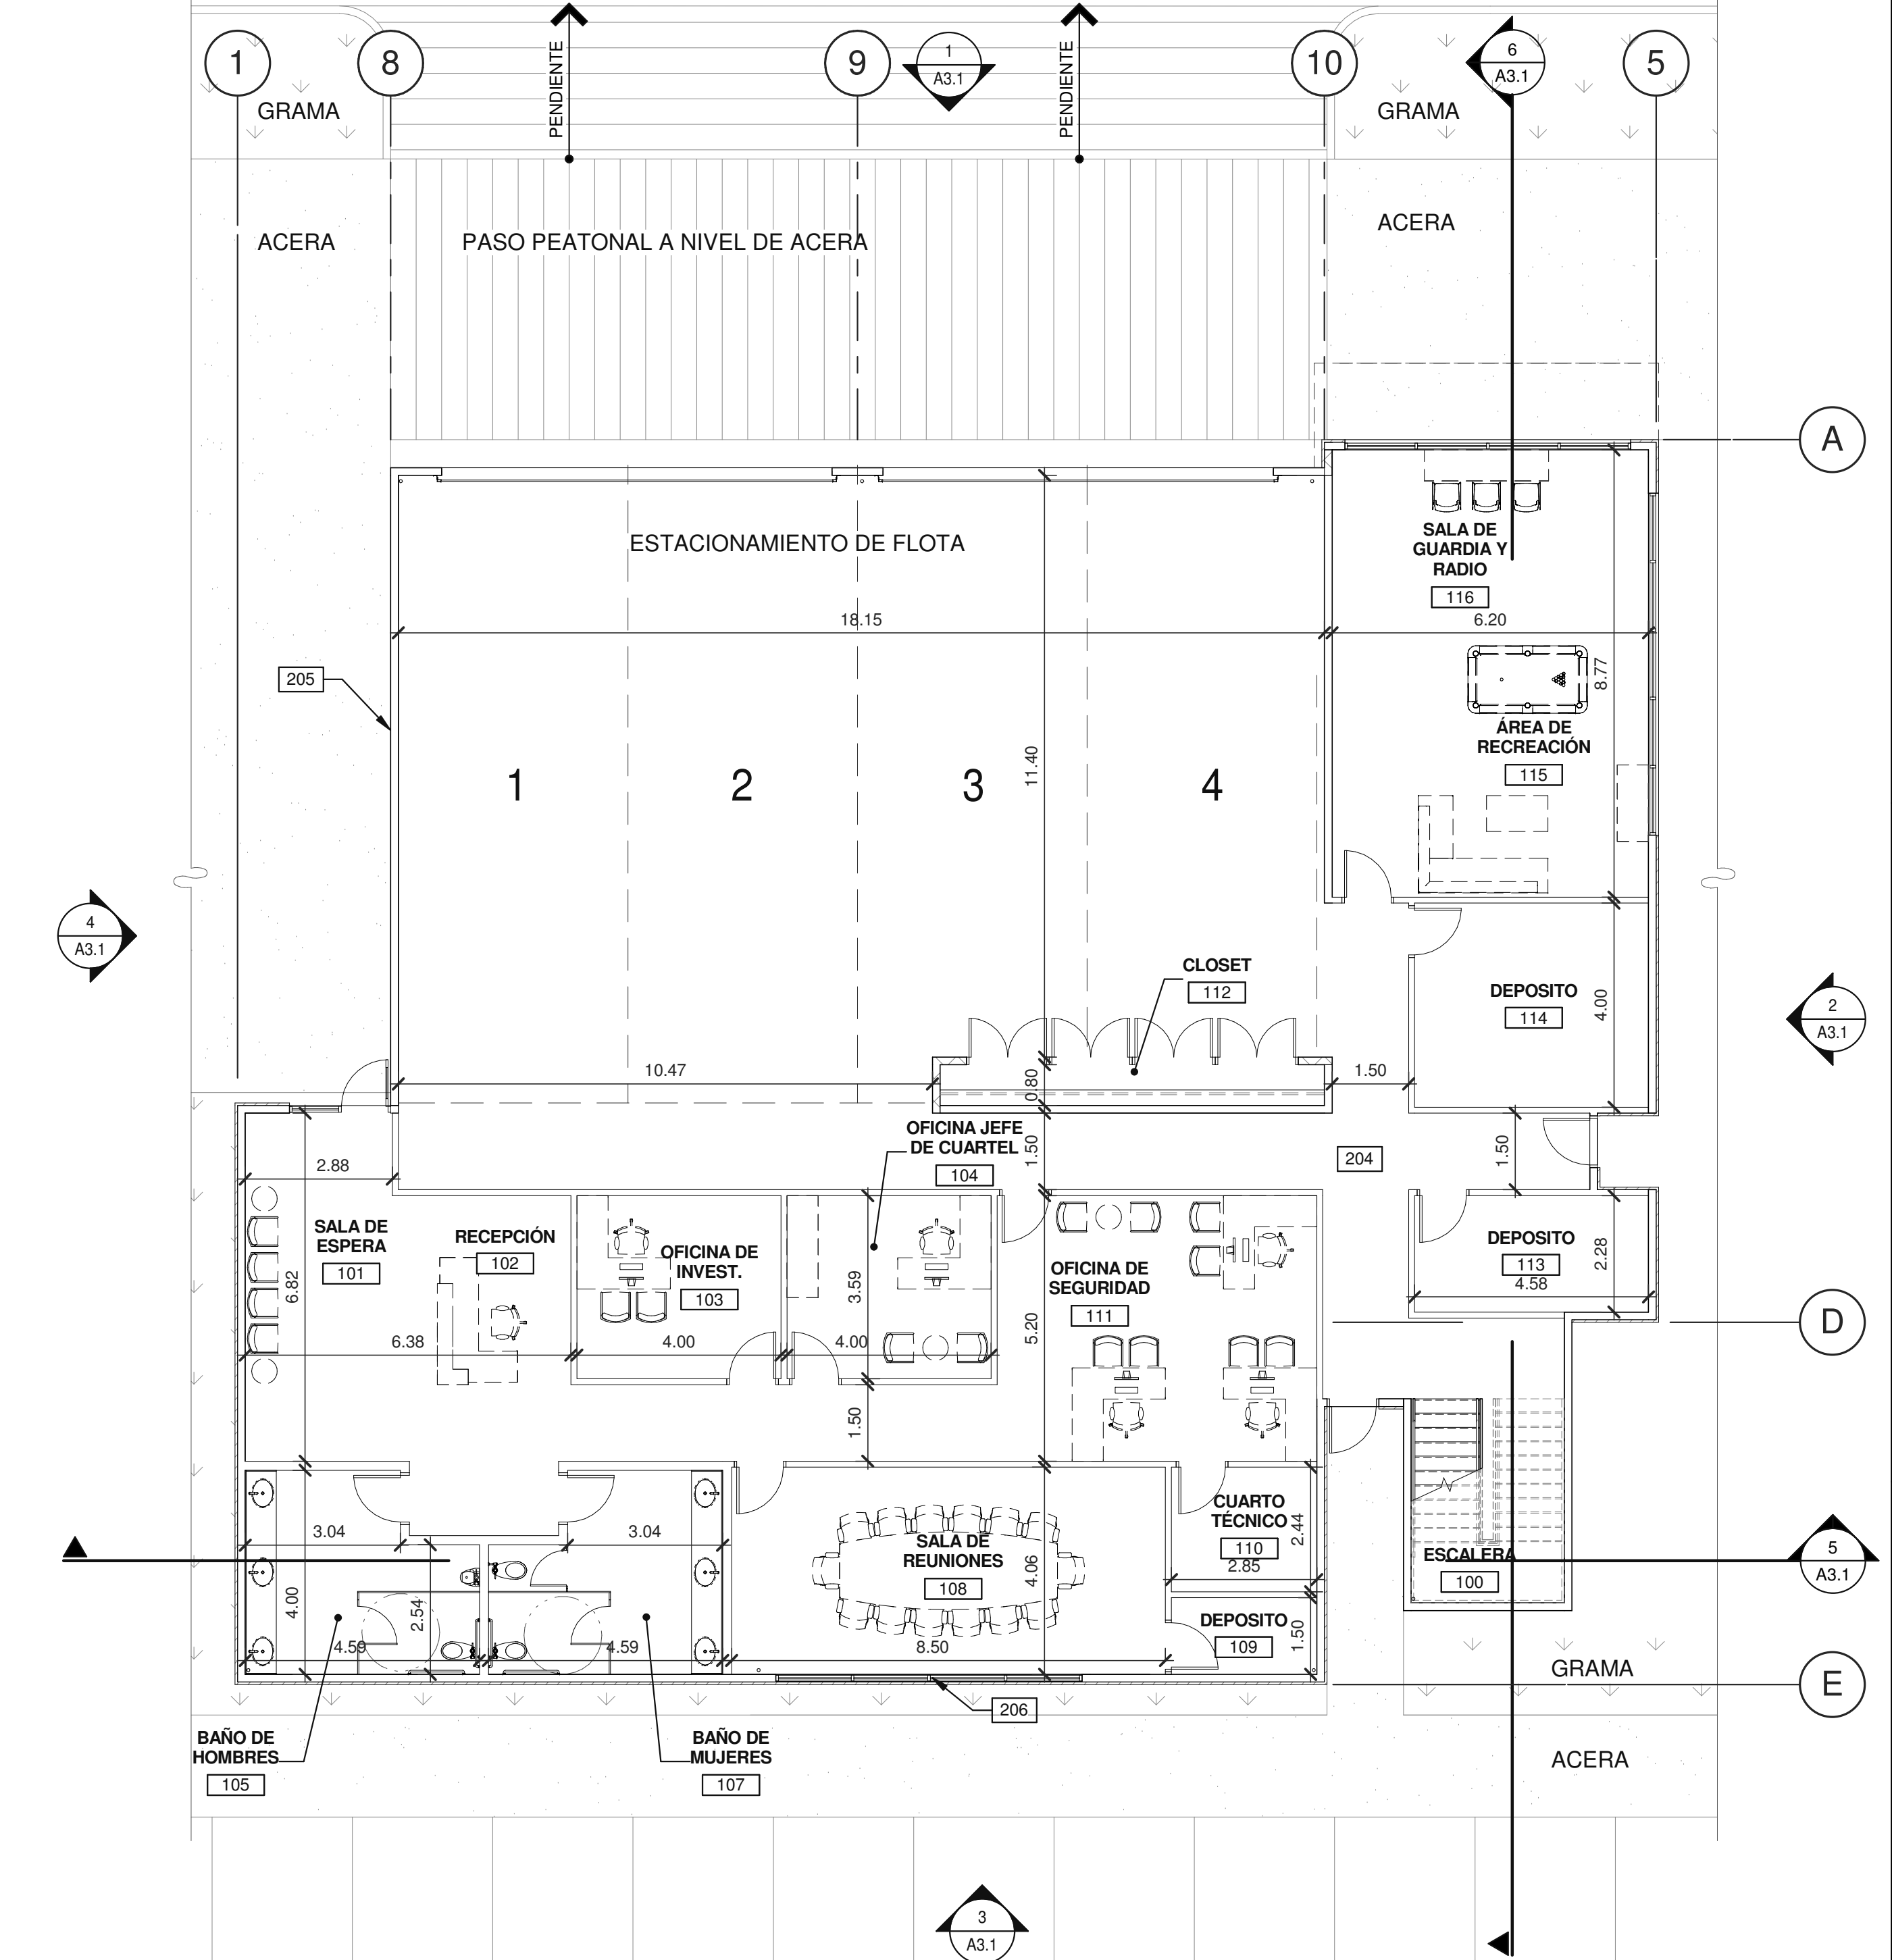 1
8
9
10
5
1
A3.1
6
A3.1
PENDIENTE
PENDIENTE
GRAMA
GRAMA
ACERA
PASO PEATONAL A NIVEL DE ACERA
ACERA
A
ESTACIONAMIENTO DE FLOTA
SALA DE
GUARDIA Y
RADIO
116
18.15
6.20
205
8.77
ÁREA DE
RECREACIÓN
115
11.40
1
2
3
4
4
A3.1
CLOSET
112
DEPOSITO
114
4.00
2
A3.1
10.47
0.80
1.50
OFICINA JEFE
DE CUARTEL
104
1.50
204
1.50
2.88
SALA DE
ESPERA
101
RECEPCIÓN
102
OFICINA DE
INVEST.
103
3.59
OFICINA DE
SEGURIDAD
111
DEPOSITO
113
4.58
2.28
6.82
5.20
D
6.38
4.00
4.00
1.50
3.04
3.04
SALA DE
REUNIONES
108
4.06
CUARTO
TÉCNICO
110
2.85
2.44
ESCALERA
100
5
A3.1
4.00
2.54
4.59
4.59
8.50
DEPOSITO
109
1.50
GRAMA
E
206
BAÑO DE
HOMBRES
105
BAÑO DE
MUJERES
107
ACERA
3
A3.1